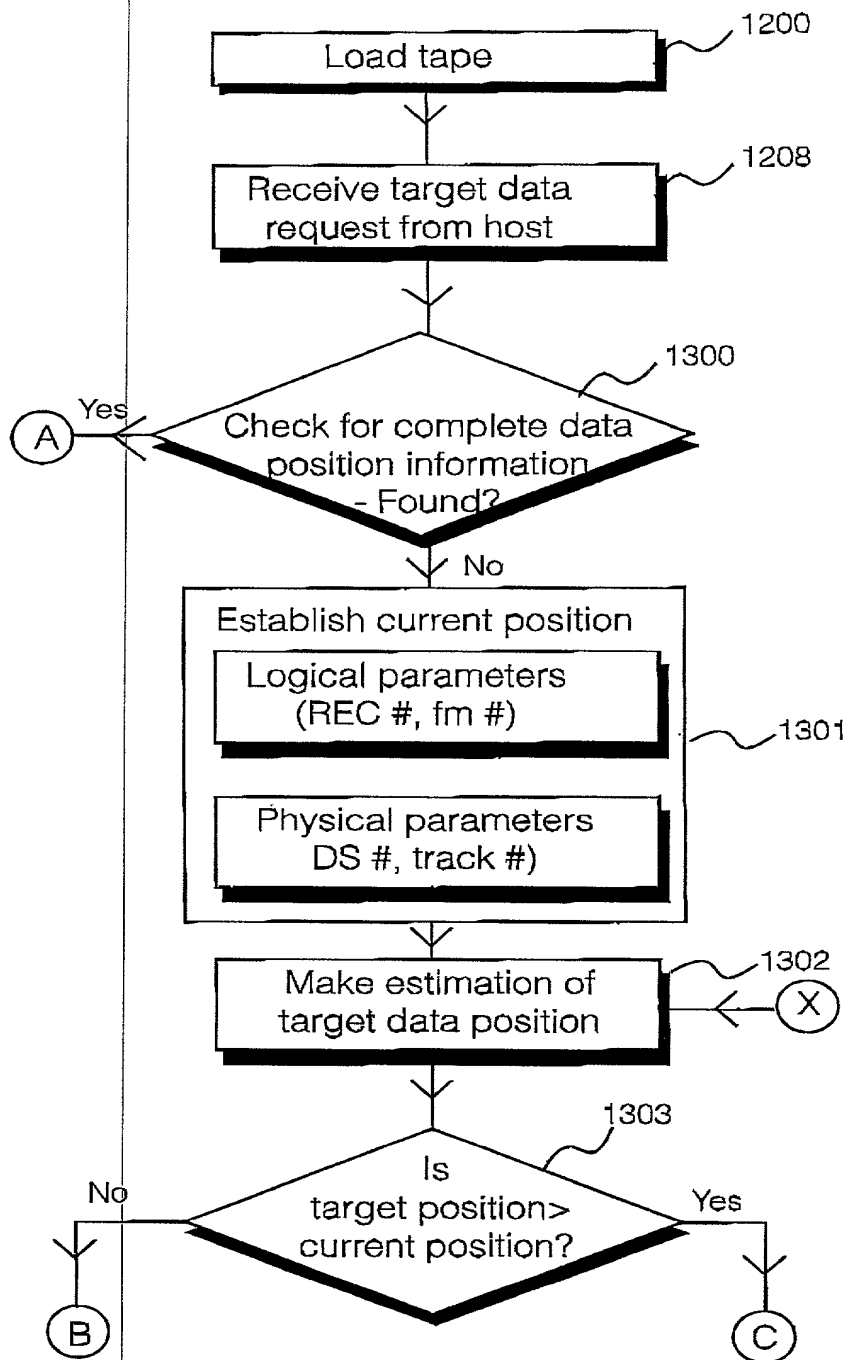 1200
Load tape
1208
Receive target data
request from host
1300
Yes
A
Check for complete data
position information
- Found?
No
Establish current position
Logical parameters
(REC #, fm #)
1301
Physical parameters
DS #, track #)
1302
Make estimation of
target data position
X
1303
Is
target position>
current position?
No
Yes
B
C